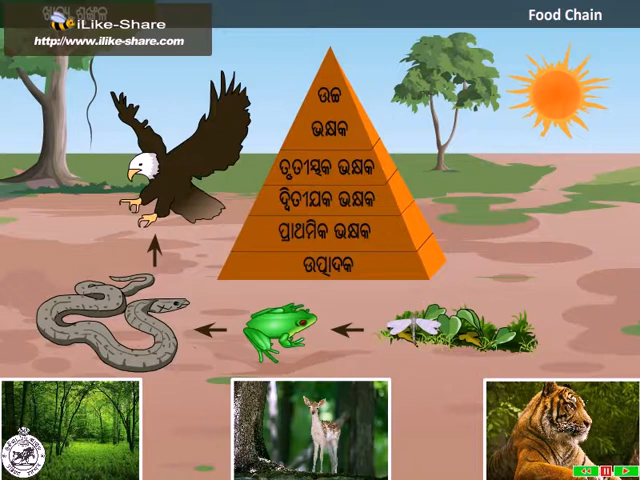 iLike-Share
http://www.ilike-share.com
Food Chain
ଉଚ୍ଚ
ଭକ୍ଷକ
ତୃତୀୟକ ଭକ୍ଷକ
ଦ୍ୱିତୀୟକ ଭକ୍ଷକ
ପ୍ରାଥମିକ ଭକ୍ଷକ
ଉତ୍ପାଦକ